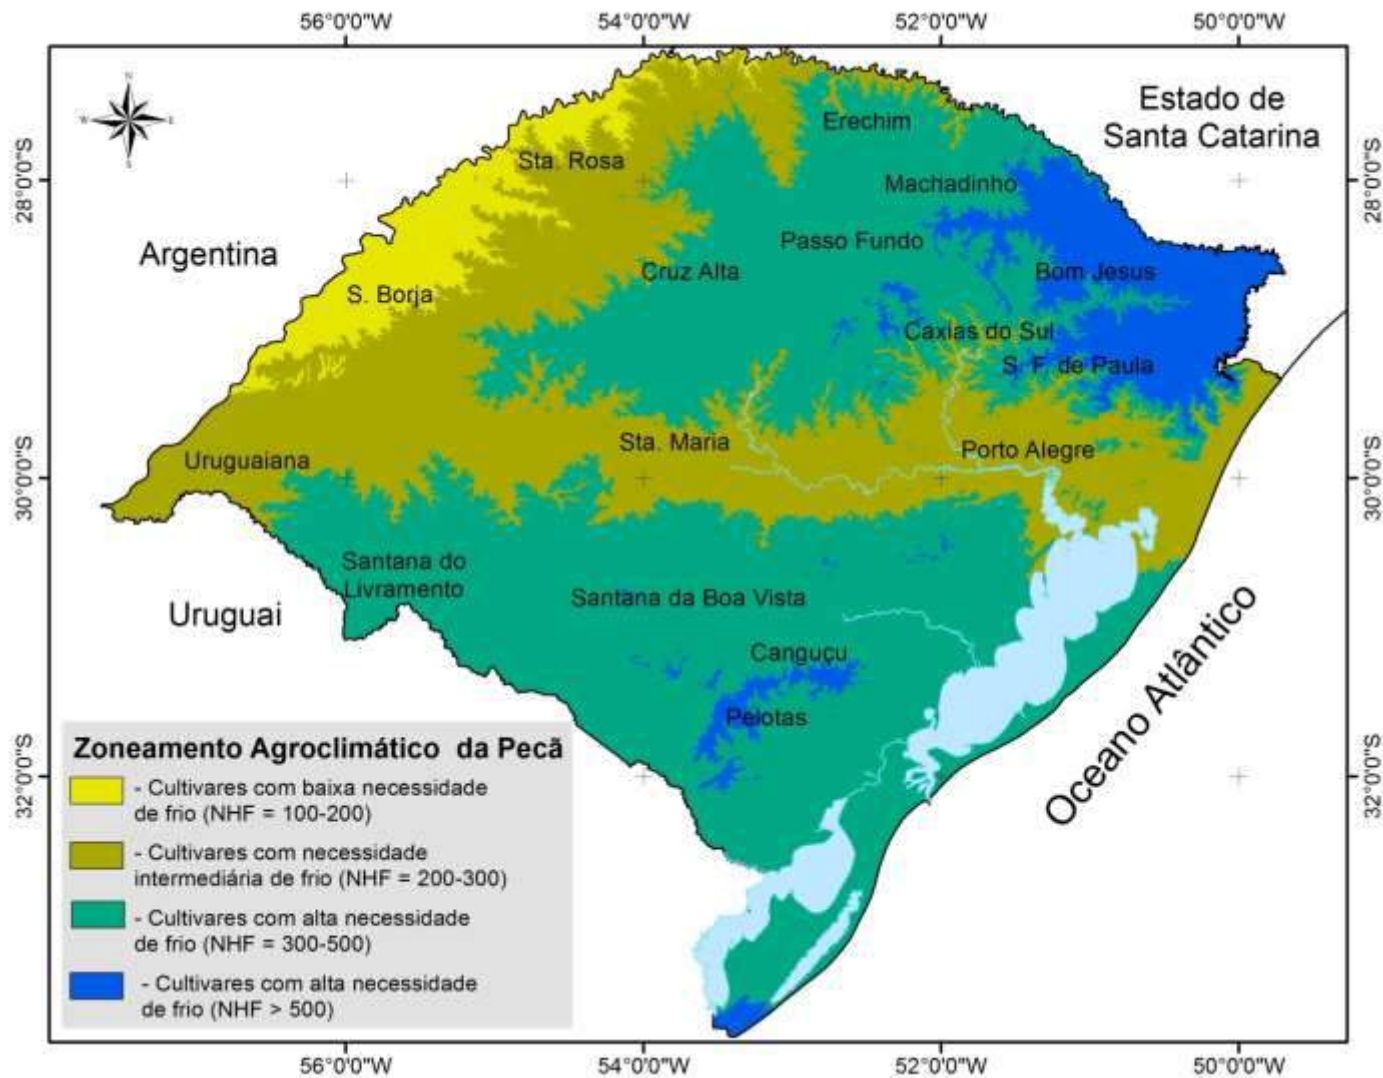 56°0'0"W 54°0'0"W 52°0'0"W 50°0'0"W
N
W E
S
Estado de
Santa Catarina
Erechim
Sta. Rosa
28°0'0"S 28°0'0"S
Machadinho
Argentina
Passo Fundo
Cruz Alta
Bom Jesus
S. Borja
Caxias do Sul
S. F. de Paula
Sta. Maria
Porto Alegre
Uruguaiana
30°0'0"S 30°0'0"S
Santana do
Livramento
Santana da Boa Vista
Uruguai
Canguçu
Pelotas
Oceano Atlântico
32°0'0"S 32°0'0"S
Zoneamento Agroclimático da Pecã
- Cultivares com baixa necessidade
de frio (NHF = 100-200)
- Cultivares com necessidade
intermediária de frio (NHF = 200-300)
- Cultivares com alta necessidade
de frio (NHF = 300-500)
- Cultivares com alta necessidade
de frio (NHF > 500)
56°0'0"W 54°0'0"W 52°0'0"W 50°0'0"W